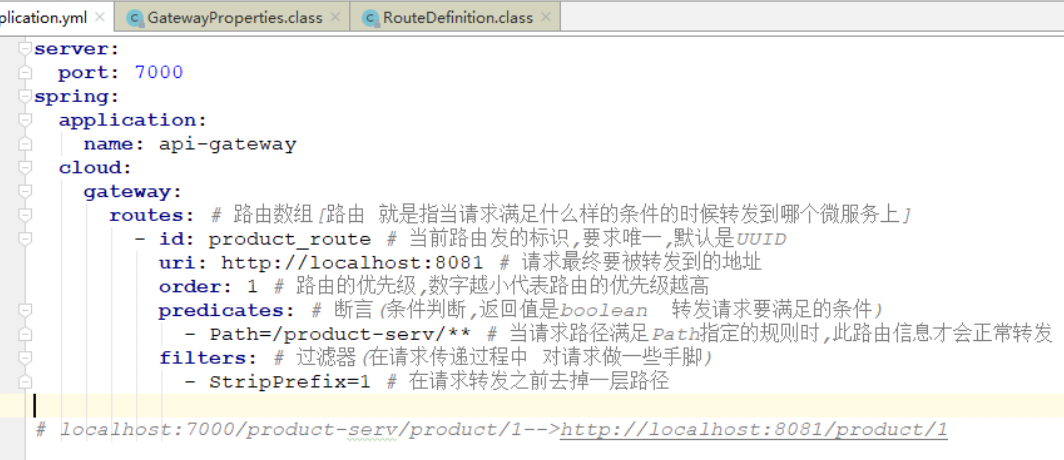 plication.yml GatewayProperties.class RouteDefinition.class
server:
  port: 7000
spring:
  application:
    name: api-gateway
  cloud:
    gateway:
      routes: # 路由数组[路由 就是指当请求满足什么样的条件的时候转发到哪个微服务上]
        - id: product_route # 当前路由发的标识,要求唯一,默认是UUID
          uri: http://localhost:8081 # 请求最终要被转发到的地址
          order: 1 # 路由的优先级,数字越小代表路由的优先级越高
          predicates: # 断言(条件判断,返回值是boolean 转发请求要满足的条件)
            - Path=/product-serv/** # 当请求路径满足Path指定的规则时,此路由信息才会正常转发
          filters: # 过滤器(在请求传递过程中 对请求做一些手脚)
            - StripPrefix=1 # 在请求转发之前去掉一层路径
# localhost:7000/product-serv/product/1-->http://localhost:8081/product/1